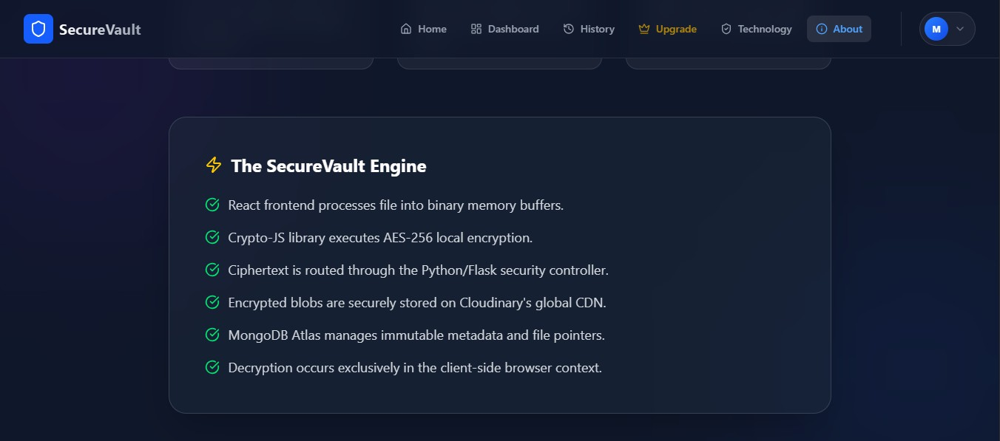 SecureVault
Home
Dashboard
History
Upgrade
Technology
About
M
The SecureVault Engine
React frontend processes file into binary memory buffers.
Crypto-JS library executes AES-256 local encryption.
Ciphertext is routed through the Python/Flask security controller.
Encrypted blobs are securely stored on Cloudinary's global CDN.
MongoDB Atlas manages immutable metadata and file pointers.
Decryption occurs exclusively in the client-side browser context.